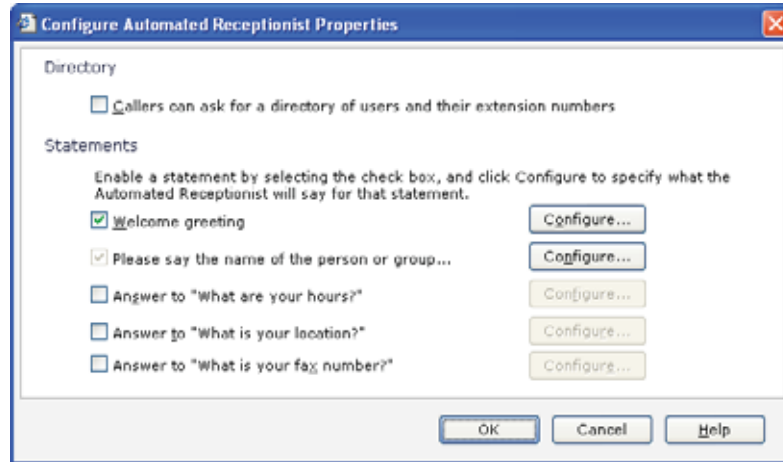 Configure Automated Receptionist Properties
Directory
Callers can ask for a directory of users and their extension numbers
Statements
Enable a statement by selecting the check box, and click Configure to specify what the
Automated Receptionist will say for that statement.
Welcome greeting Configure...
Please say the name of the person or group... Configure...
Answer to "What are your hours?" Configure...
Answer to "What is your location?" Configure...
Answer to "What is your fax number?" Configure...
OK Cancel Help